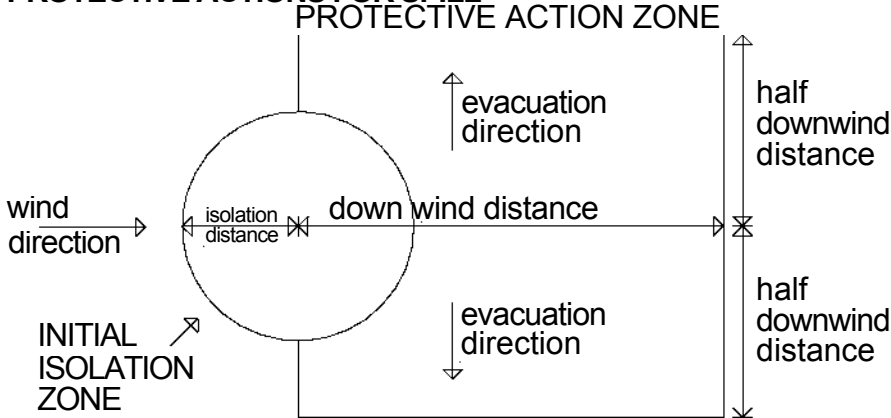 PROTECTIVE ACTION ZONE
evacuation
direction
half
downwind
distance
wind
direction
isolation
distance
down wind distance
evacuation
direction
half
downwind
distance
INITIAL
ISOLATION
ZONE